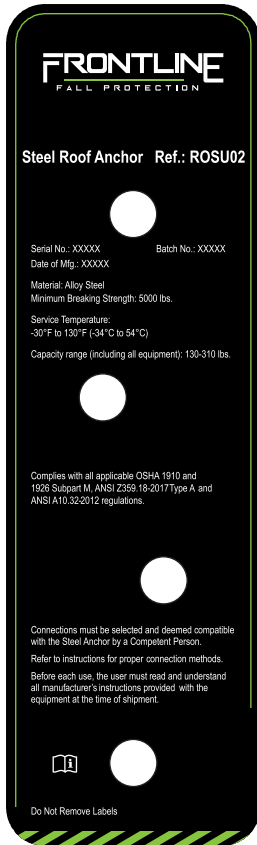 FRONTLINE
FALL PROTECTION
Steel Roof Anchor Ref.: ROSU02
Serial No.: XXXXX Batch No.: XXXXX
Date of Mfg.: XXXXX
Material: Alloy Steel
Minimum Breaking Strength: 5000 lbs.
Service Temperature:
-30°F to 130°F (-34°C to 54°C)
Capacity range (including all equipment): 130-310 lbs.
Complies with all applicable OSHA 1910 and
1926 Subpart M, ANSI Z359.18-2017Type A and
ANSI A10.32-2012 regulations.
Connections must be selected and deemed compatible
with the Steel Anchor by a Competent Person.
Refer to instructions for proper connection methods.
Before each use, the user must read and understand
all manufacturer's instructions provided with the
equipment at the time of shipment.
Do Not Remove Labels